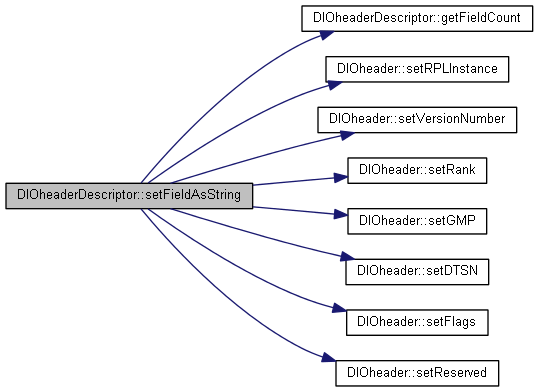 DIOheaderDescriptor::getFieldCount
DIOheader::setRPLInstance
DIOheader::setVersionNumber
DIOheader::setRank
DIOheaderDescriptor::setFieldAsString
DIOheader::setGMP
DIOheader::setDTSN
DIOheader::setFlags
DIOheader::setReserved